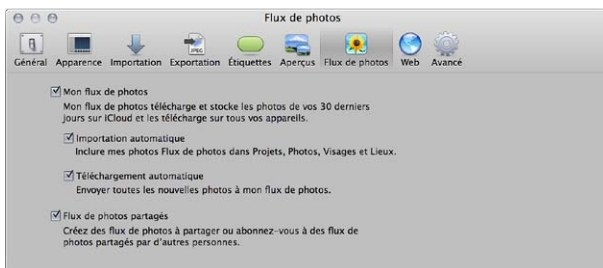 Flux de photos
JPEG
Général Apparence Importation Exportation Étiquettes Aperçus Flux de photos Web Avancé
Mon flux de photos
Mon flux de photos télécharge et stocke les photos de vos 30 derniers
jours sur iCloud et les télécharge sur tous vos appareils.
Importation automatique
Inclure mes photos Flux de photos dans Projets, Photos, Visages et Lieux.
Téléchargement automatique
Envoyer toutes les nouvelles photos à mon flux de photos.
Flux de photos partagés
Créez des flux de photos à partager ou abonnez-vous à des flux de
photos partagés par d'autres personnes.